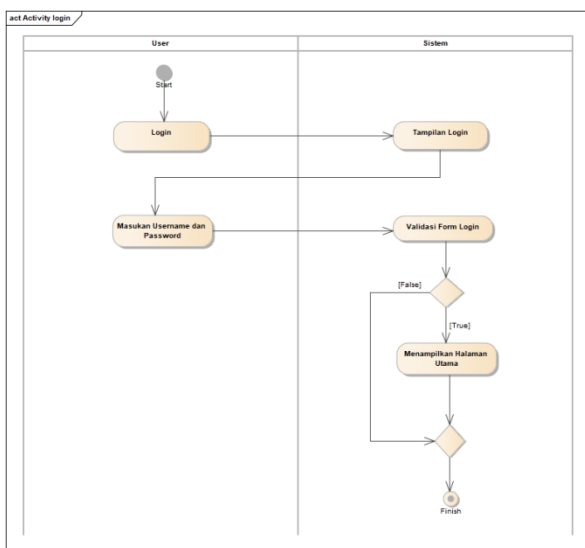 act Activity login
User
Sistem
Start
Login
Tampilan Login
Masukan Username dan
Password
Validasi Form Login
[False]
[True]
Menampilkan Halaman
Utama
Finish